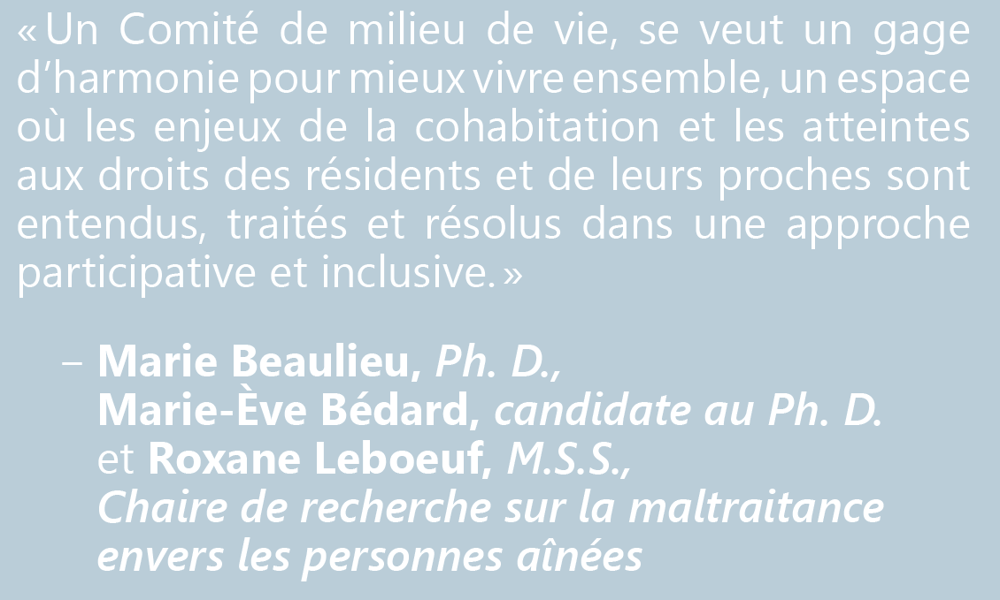 « Un Comité de milieu de vie, se veut un gage
d’harmonie pour mieux vivre ensemble, un espace
où les enjeux de la cohabitation et les atteintes
aux droits des résidents et de leurs proches sont
entendus, traités et résolus dans une approche
participative et inclusive. »
– Marie Beaulieu, Ph. D.,
Marie-Ève Bédard, candidate au Ph. D.
et Roxane Leboeuf, M.S.S.,
Chaire de recherche sur la maltraitance
envers les personnes aînées